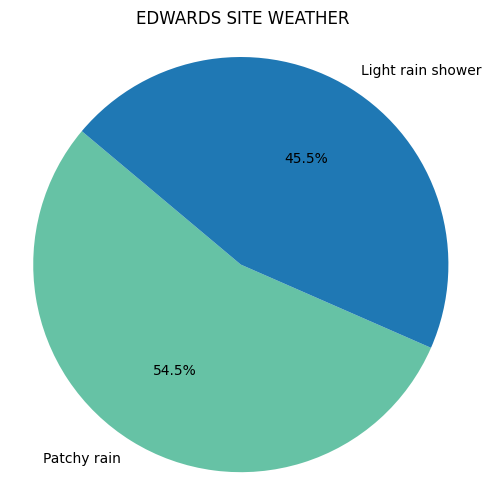 EDWARDS SITE WEATHER
Light rain shower
45.5%
54.5%
Patchy rain